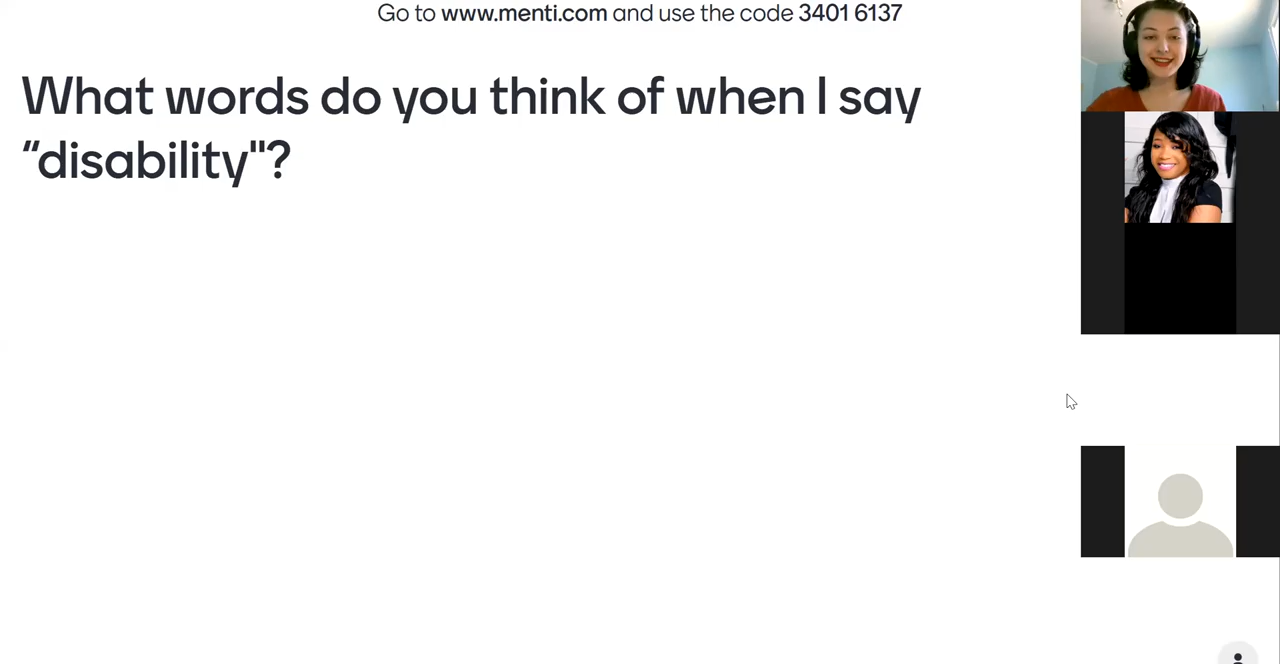 Go to www.menti.com and use the code 3401 6137
What words do you think of when I say
“disability"?